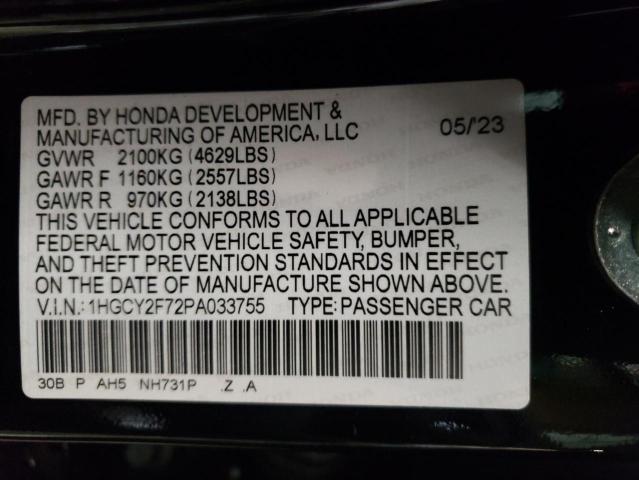 MFD. BY HONDA DEVELOPMENT &
MANUFACTURING OF AMERICA, LLC 05/'23
GVWR 2100KG (4629LBS)
GAWR F 1160KG (2557LBS)
GAWR R 970KG (2138LBS)
THIS VEHICLE CONFORMS TO ALL APPLICABLE
FEDERAL MOTOR VEHICLE SAFETY, BUMPER,
AND THEFT PREVENTION STANDARDS IN EFFECT
ON THE DATE OF MANUFACTURE SHOWN ABOVE.
V.I.N.: 1HGCY2F72PA033755 TYPE: PASSENGER CAR
30B P AH5 NH731P .Z .A